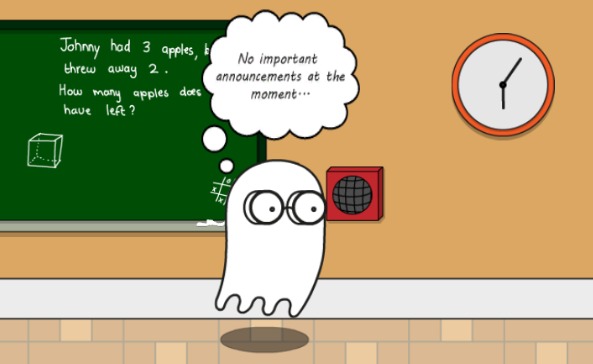 Johnny had 3 apples,
threw away 2.
How many apples does
have left?
No important
announcements at the
moment...